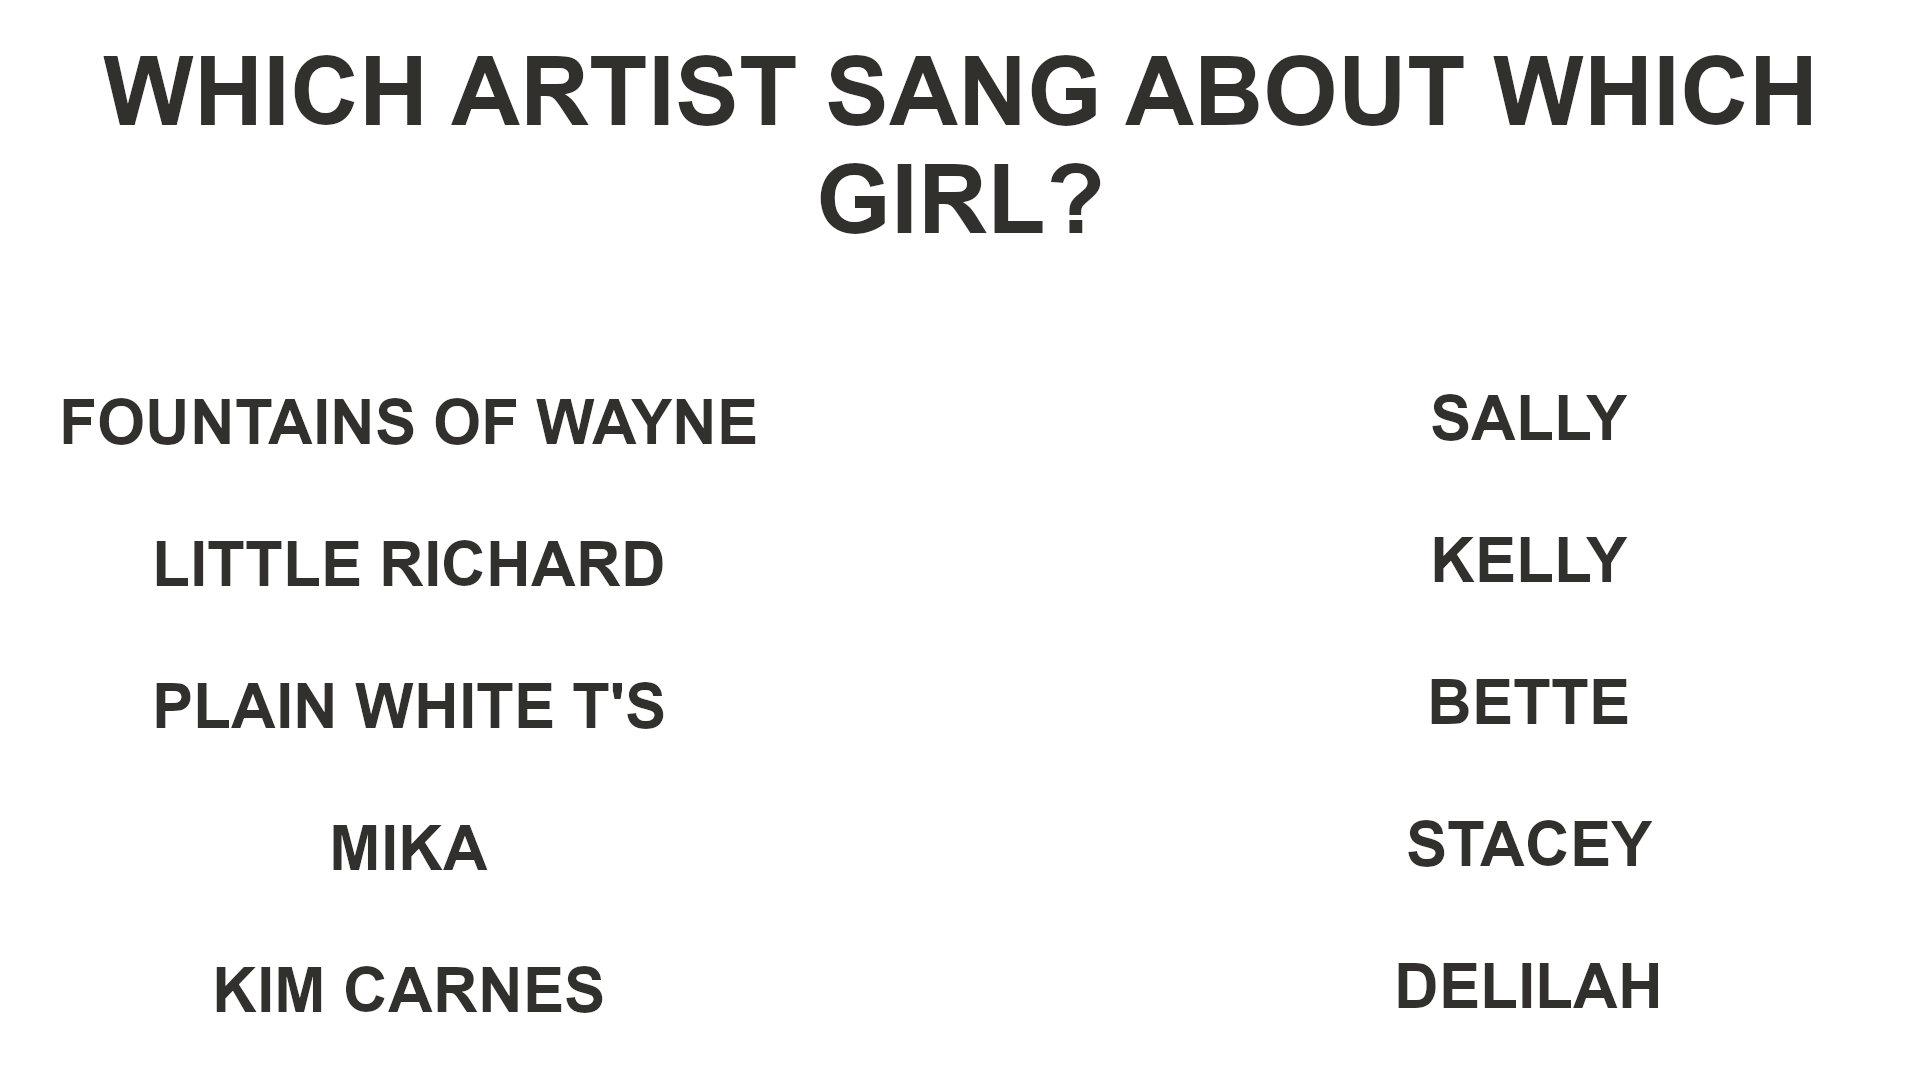 WHICH ARTIST SANG ABOUT WHICH
GIRL?
FOUNTAINS OF WAYNE
LITTLE RICHARD
PLAIN WHITE T'S
MIKA
KIM CARNES
SALLY
KELLY
BETTE
STACEY
DELILAH